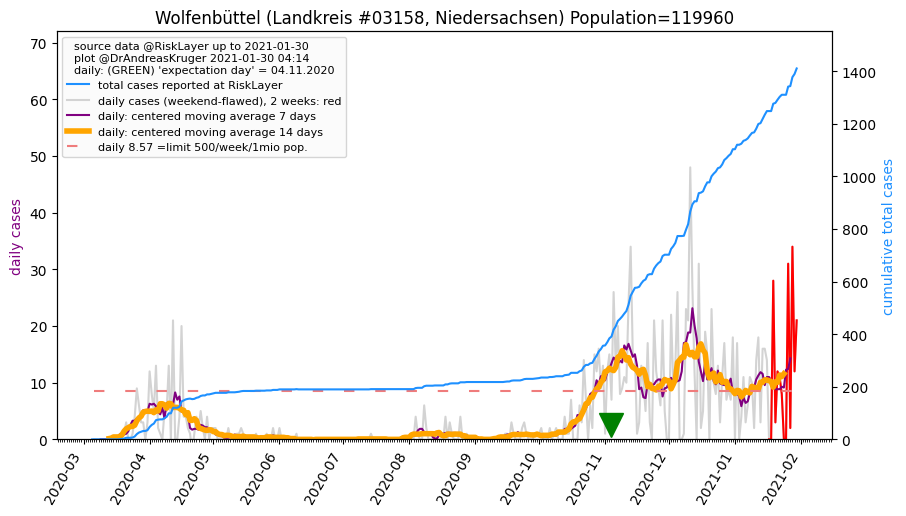 Wolfenbüttel (Landkreis #03158, Niedersachsen) Population=119960
source data @RiskLayer up to 2021-01-30
plot @DrAndreasKruger 2021-01-30 04:14
daily: (GREEN) 'expectation day' = 04.11.2020
total cases reported at RiskLayer
daily cases (weekend-flawed), 2 weeks: red
daily: centered moving average 7 days
daily: centered moving average 14 days
daily 8.57 =limit 500/week/1mio pop.
daily cases
70
60
50
40
30
20
10
0
cumulative total cases
1400
1200
1000
800
600
400
200
0
2020-03
2020-04
2020-05
2020-06
2020-07
2020-08
2020-09
2020-10
2020-11
2020-12
2021-01
2021-02